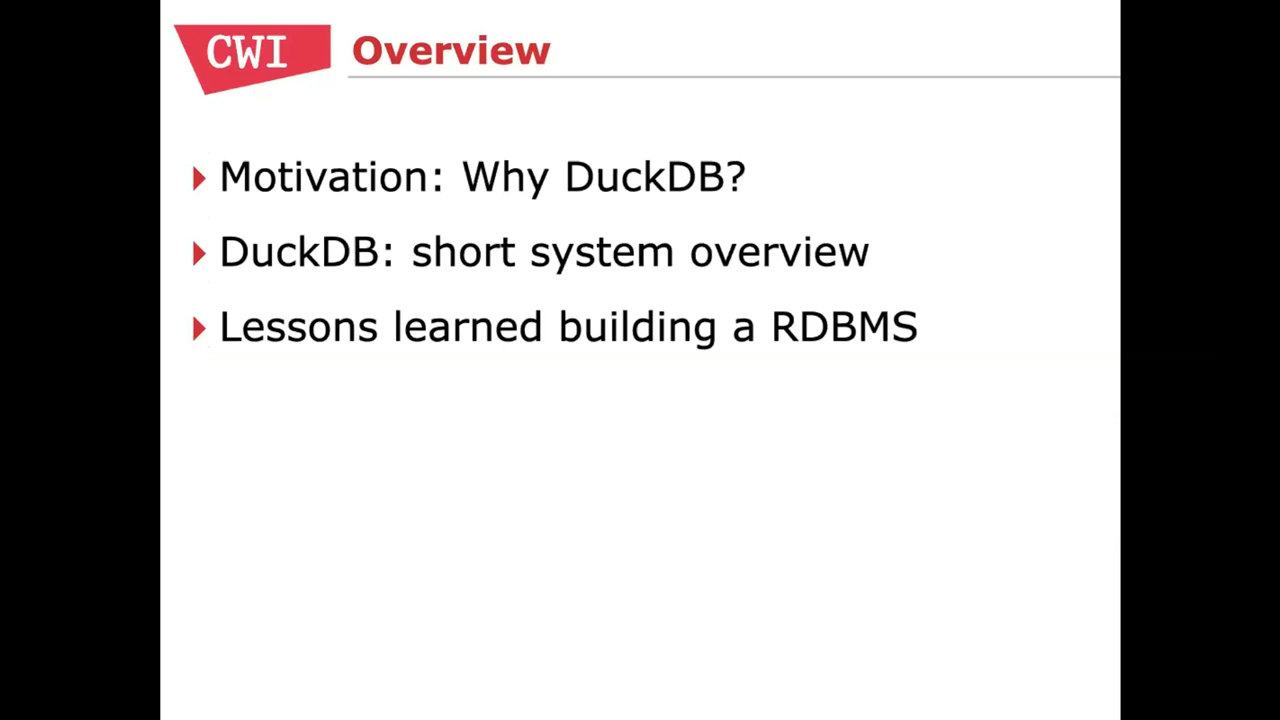 CWI
Overview
Motivation: Why DuckDB?
DuckDB: short system overview
Lessons learned building a RDBMS